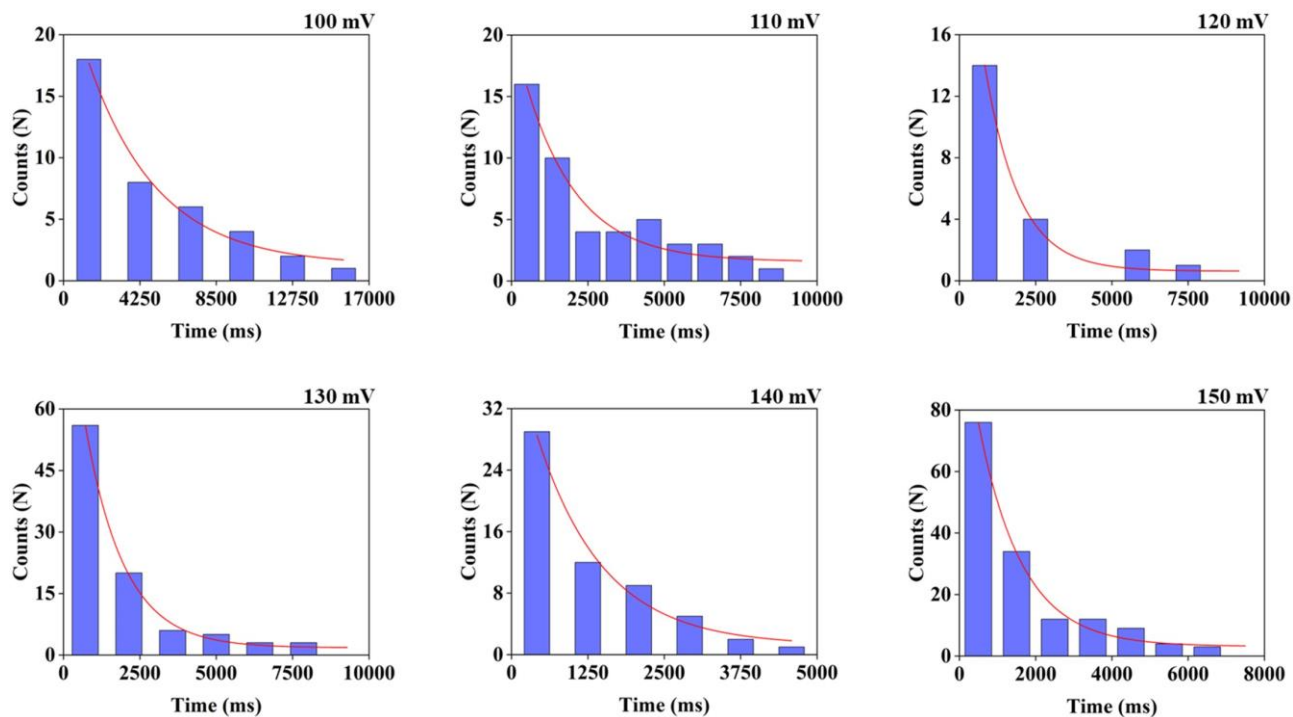 100 mV
20
15
10
5
0
Counts (N)
0 4250 8500 12750 17000
Time (ms)
110 mV
20
15
10
5
0
Counts (N)
0 2500 5000 7500 10000
Time (ms)
120 mV
16
12
8
4
0
Counts (N)
0 2500 5000 7500 10000
Time (ms)
130 mV
60
45
30
15
0
Counts (N)
0 2500 5000 7500 10000
Time (ms)
140 mV
32
24
16
8
0
Counts (N)
0 1250 2500 3750 5000
Time (ms)
150 mV
80
60
40
20
0
Counts (N)
0 2000 4000 6000 8000
Time (ms)